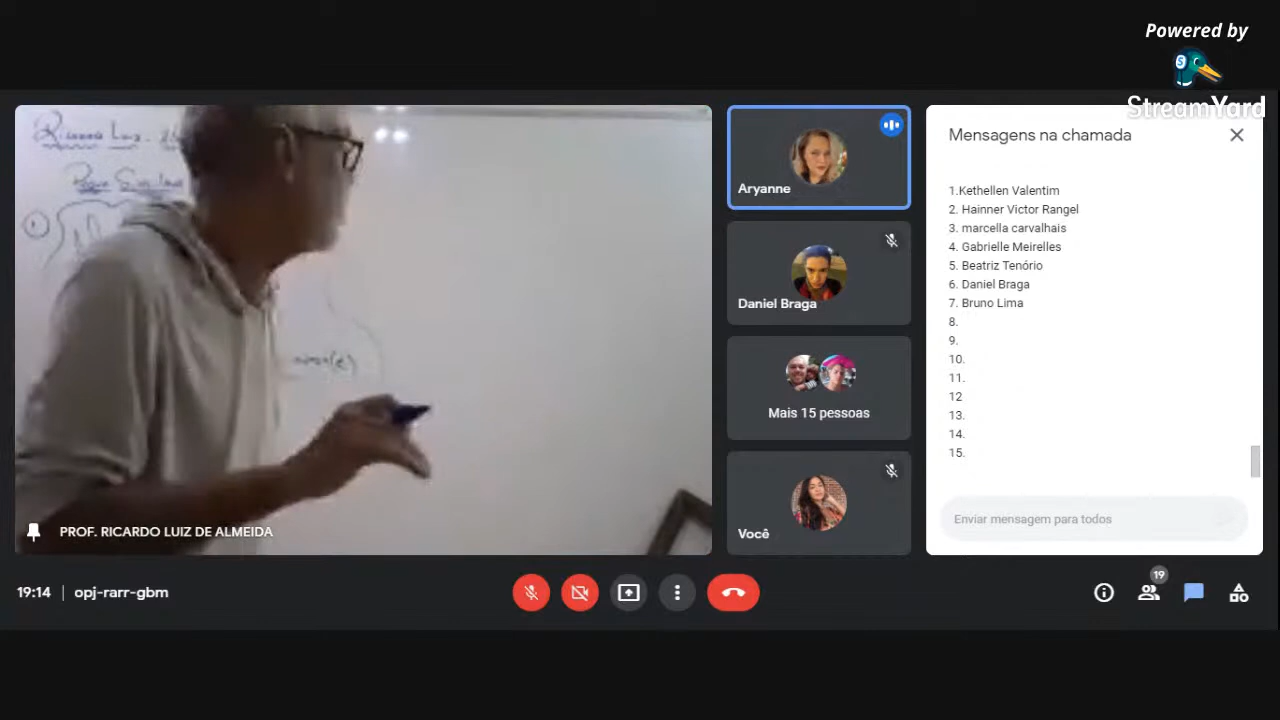 Powered by
StreamYard
Ricardo Luiz.
①
PROF. RICARDO LUIZ DE ALMEIDA
Aryanne
Daniel Braga
Mais 15 pessoas
Você
Mensagens na chamada
1.Kethellen Valentim
2. Hainner Victor Rangel
3. marcella carvalhais
4. Gabrielle Meirelles
5. Beatriz Tenório
6. Daniel Braga
7. Bruno Lima
8.
9.
10.
11.
12
13.
14.
15.
Enviar mensagem para todos
19:14 | opj-rarr-gbm
19